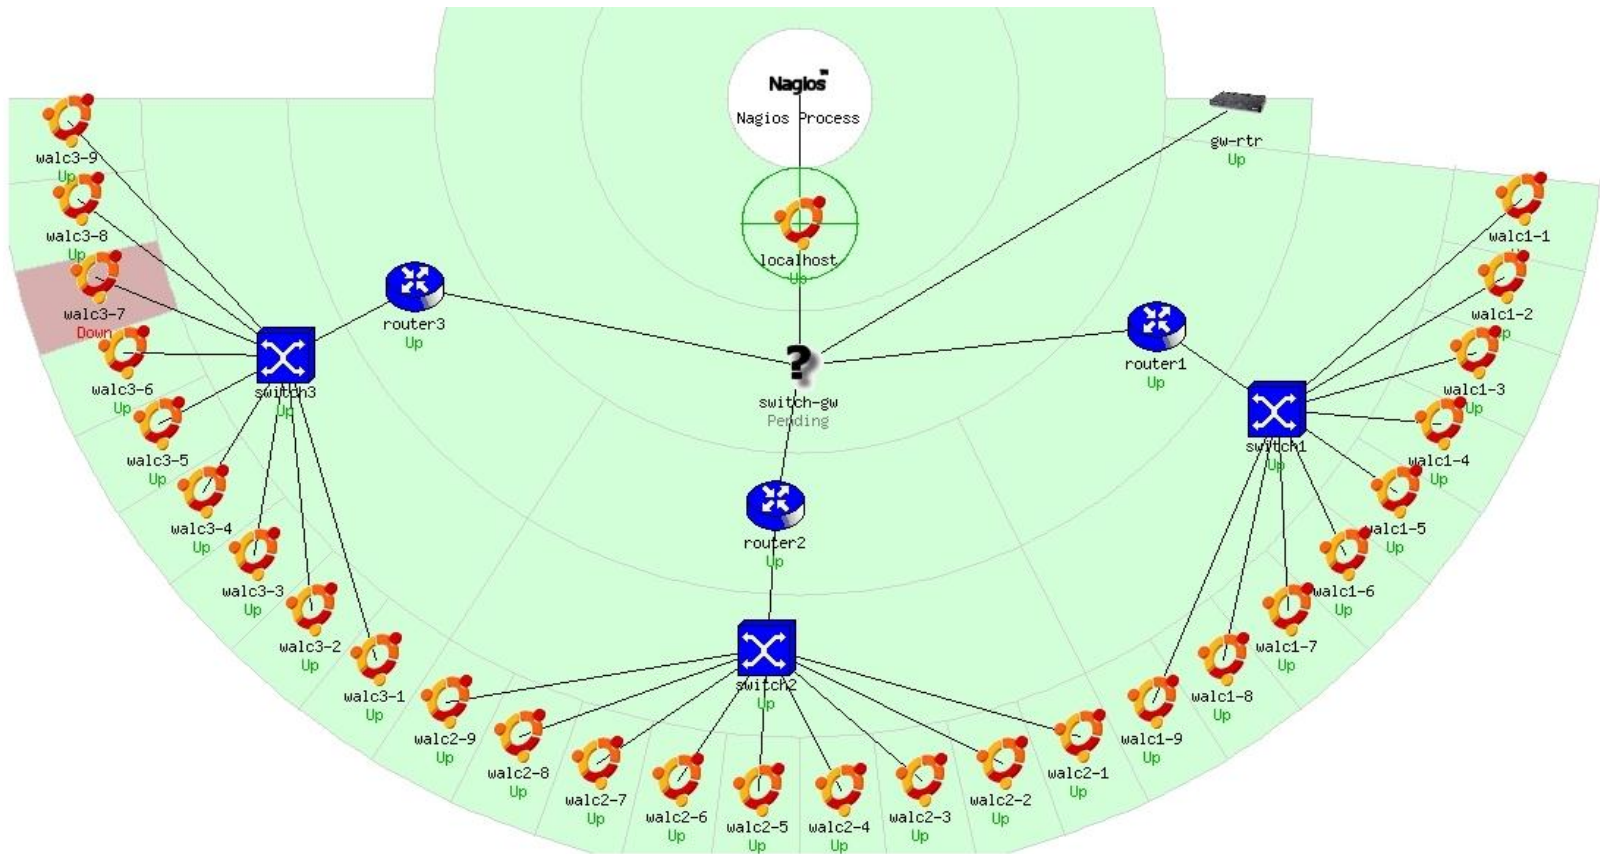 Nagios™
Nagios Process
localhost
Up
gw-rtr
Up
switch-gw
Pending
router3
Up
router1
Up
router2
Up
switch3
Up
switch1
Up
switch2
Up
walc3-9
Up
walc3-8
Up
walc3-7
Down
walc3-6
Up
walc3-5
Up
walc3-4
Up
walc3-3
Up
walc3-2
Up
walc3-1
Up
walc2-9
Up
walc2-8
Up
walc2-7
Up
walc2-6
Up
walc2-5
Up
walc2-4
Up
walc2-3
Up
walc2-2
Up
walc2-1
Up
walc1-9
Up
walc1-8
Up
walc1-7
Up
walc1-6
Up
walc1-5
Up
walc1-4
Up
walc1-3
Up
walc1-2
Up
walc1-1